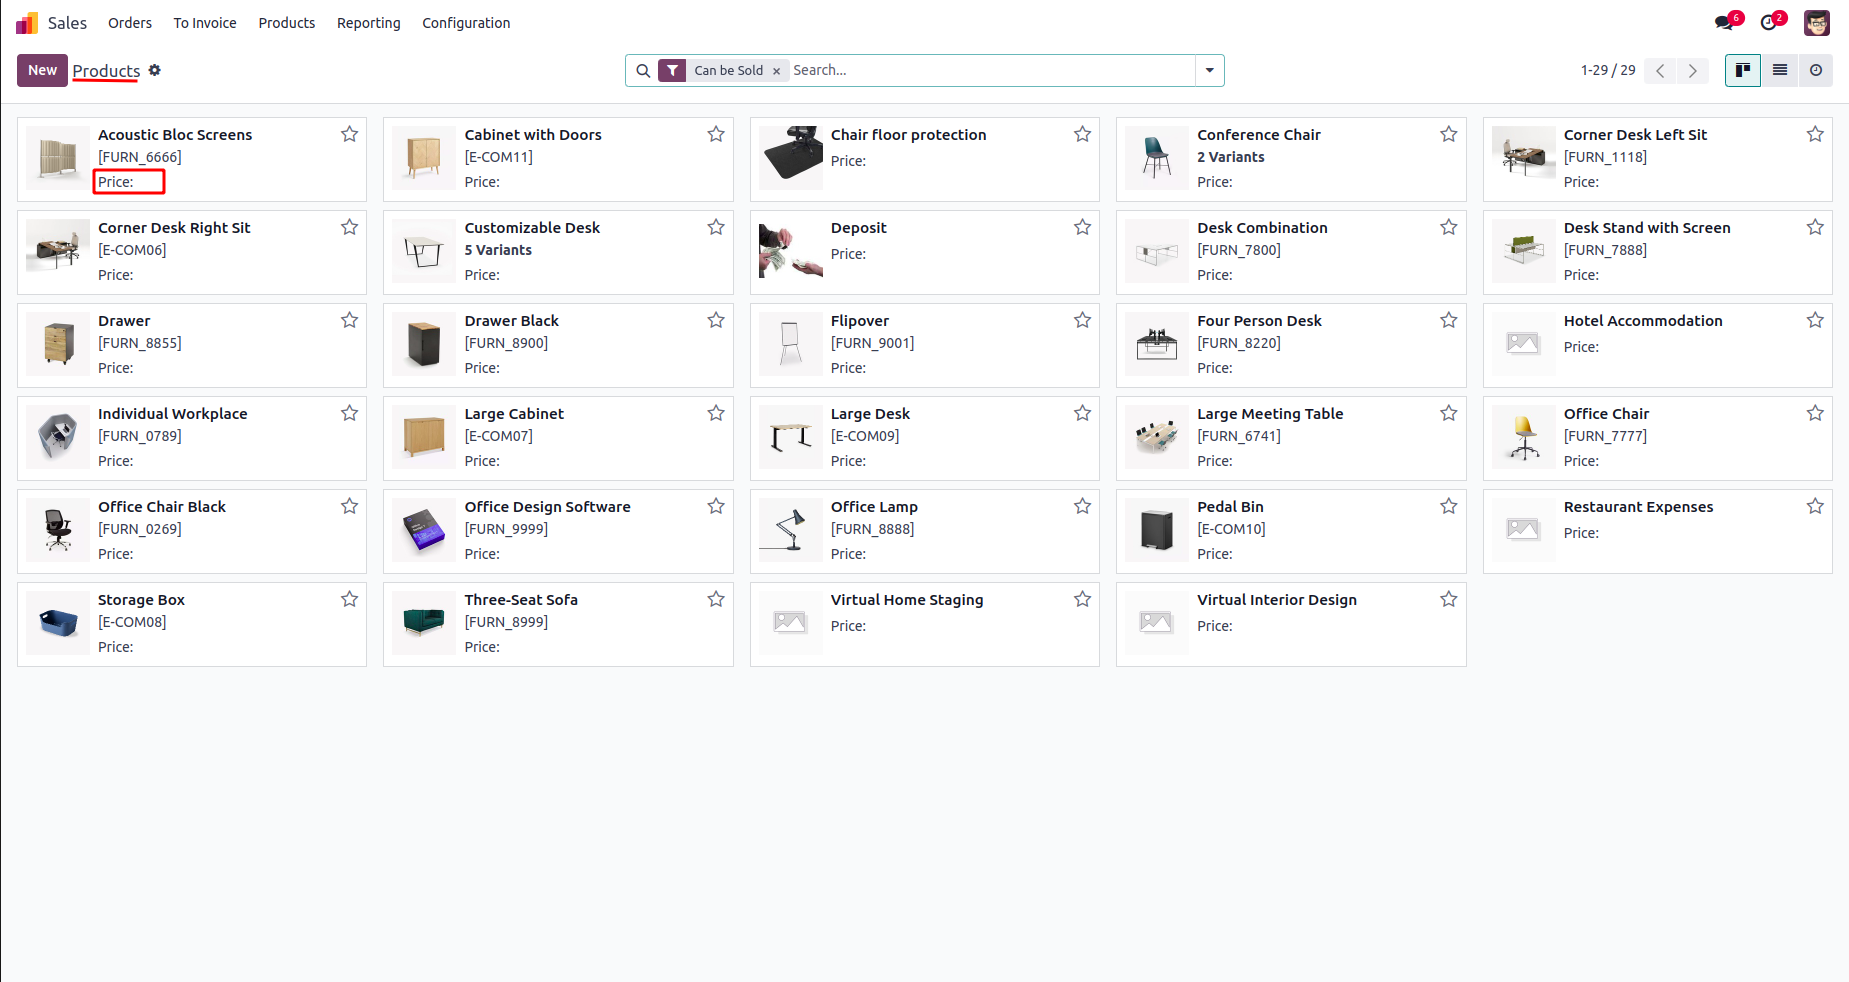 Sales Orders To Invoice Products Reporting Configuration 6 2
New Products Can be Sold × Search... 1-29 / 29
Acoustic Bloc Screens
[FURN_6666]
Price:
Cabinet with Doors
[E-COM11]
Price:
Chair floor protection
Price:
Conference Chair
2 Variants
Price:
Corner Desk Left Sit
[FURN_1118]
Price:
Corner Desk Right Sit
[E-COM06]
Price:
Customizable Desk
5 Variants
Price:
Deposit
Price:
Desk Combination
[FURN_7800]
Price:
Desk Stand with Screen
[FURN_7888]
Price:
Drawer
[FURN_8855]
Price:
Drawer Black
[FURN_8900]
Price:
Flipover
[FURN_9001]
Price:
Four Person Desk
[FURN_8220]
Price:
Hotel Accommodation
Price:
Individual Workplace
[FURN_0789]
Price:
Large Cabinet
[E-COM07]
Price:
Large Desk
[E-COM09]
Price:
Large Meeting Table
[FURN_6741]
Price:
Office Chair
[FURN_7777]
Price:
Office Chair Black
[FURN_0269]
Price:
Office Design Software
[FURN_9999]
Price:
Office Lamp
[FURN_8888]
Price:
Pedal Bin
[E-COM10]
Price:
Restaurant Expenses
Price:
Storage Box
[E-COM08]
Price:
Three-Seat Sofa
[FURN_8999]
Price:
Virtual Home Staging
Price:
Virtual Interior Design
Price: